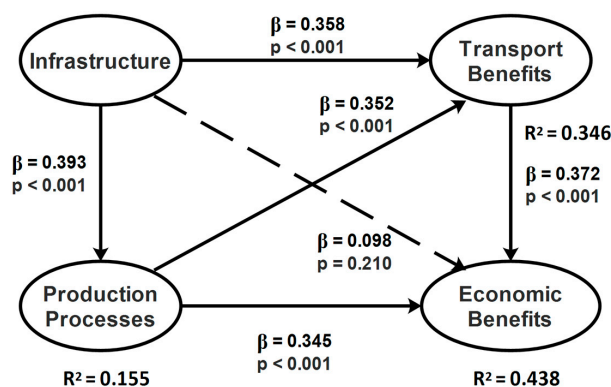 Infrastructure
β = 0.358
p < 0.001
Transport
Benefits
β = 0.352
p < 0.001
R² = 0.346
β = 0.393
p < 0.001
β = 0.372
p < 0.001
β = 0.098
p = 0.210
Production
Processes
Economic
Benefits
β = 0.345
p < 0.001
R² = 0.155
R² = 0.438